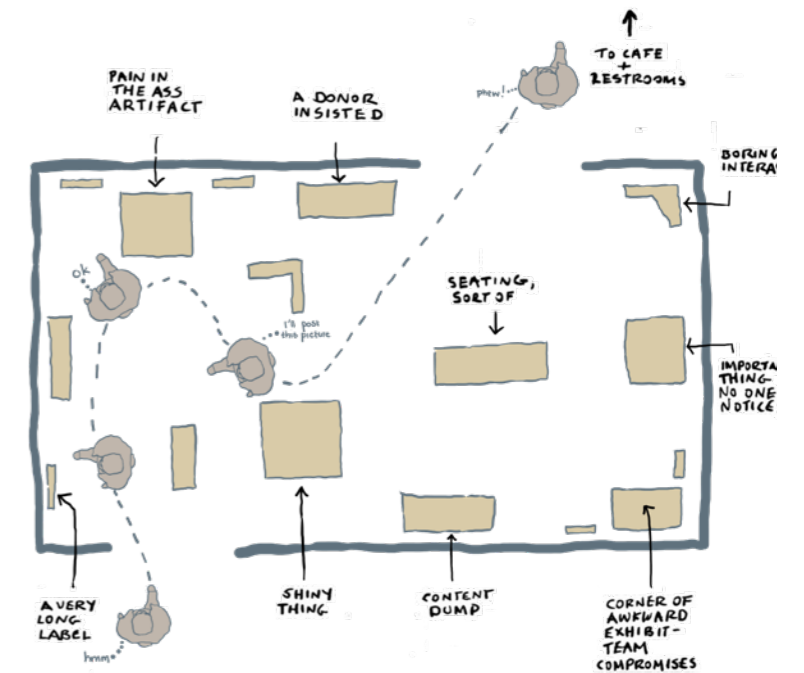 PAIN IN
THE ASS
ARTIFACT
A DONOR
INSISTED
phew!
TO CAFE
+
RESTROOMS
BORING
INTERA
ok
I'll post
this picture
SEATING,
SORT OF
IMPORTA
THING
NO ONE
NOTICE
A VERY
LONG
LABEL
hmm
SHINY
THING
CONTENT
DUMP
CORNER OF
AWKWARD
EXHIBIT-
TEAM
COMPROMISES